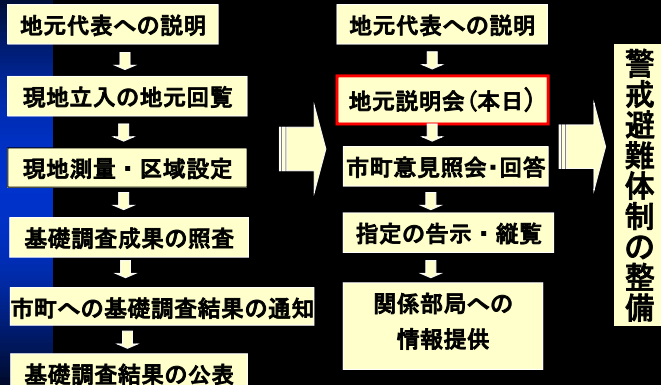 地元代表への説明
現地立入の地元回覧
現地測量・区域設定
基礎調査成果の照査
市町への基礎調査結果の通知
基礎調査結果の公表
地元代表への説明
地元説明会(本日)
市町意見照会・回答
指定の告示・縦覧
関係部局への
情報提供
警戒避難体制の整備